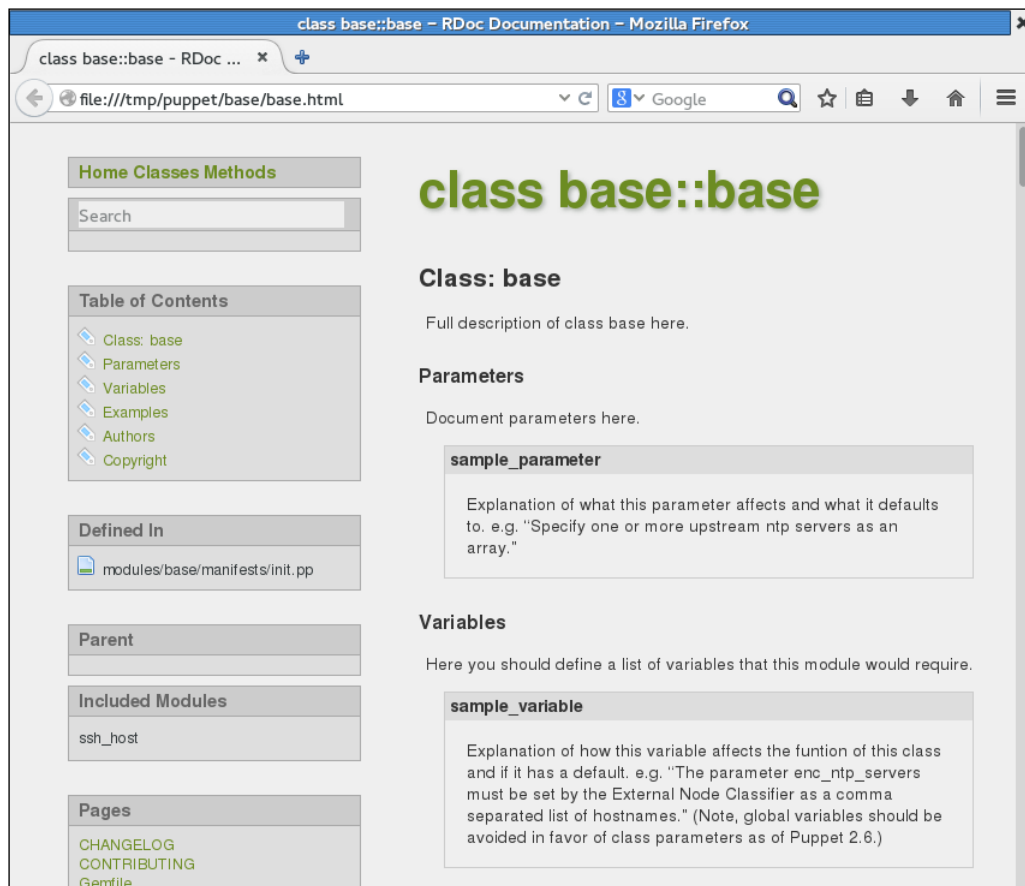 class base::base – RDoc Documentation – Mozilla Firefox
class base::base - RDoc ...
file:///tmp/puppet/base/base.html
Google
Home Classes Methods
Search
Table of Contents
Class: base
Parameters
Variables
Examples
Authors
Copyright
Defined In
modules/base/manifests/init.pp
Parent
Included Modules
ssh_host
Pages
CHANGELOG
CONTRIBUTING
Gemfile
class base::base
Class: base
Full description of class base here.
Parameters
Document parameters here.
sample_parameter
Explanation of what this parameter affects and what it defaults
to. e.g. “Specify one or more upstream ntp servers as an
array.”
Variables
Here you should define a list of variables that this module would require.
sample_variable
Explanation of how this variable affects the funtion of this class
and if it has a default. e.g. “The parameter enc_ntp_servers
must be set by the External Node Classifier as a comma
separated list of hostnames.” (Note, global variables should be
avoided in favor of class parameters as of Puppet 2.6.)